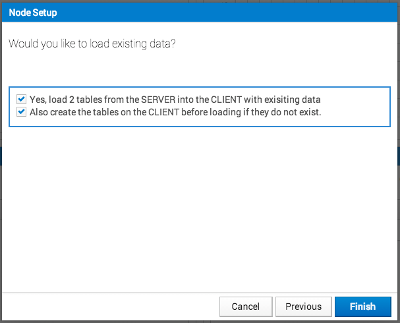 Node Setup
Would you like to load existing data?
Yes, load 2 tables from the SERVER into the CLIENT with exisiting data
Also create the tables on the CLIENT before loading if they do not exist.
Cancel
Previous
Finish